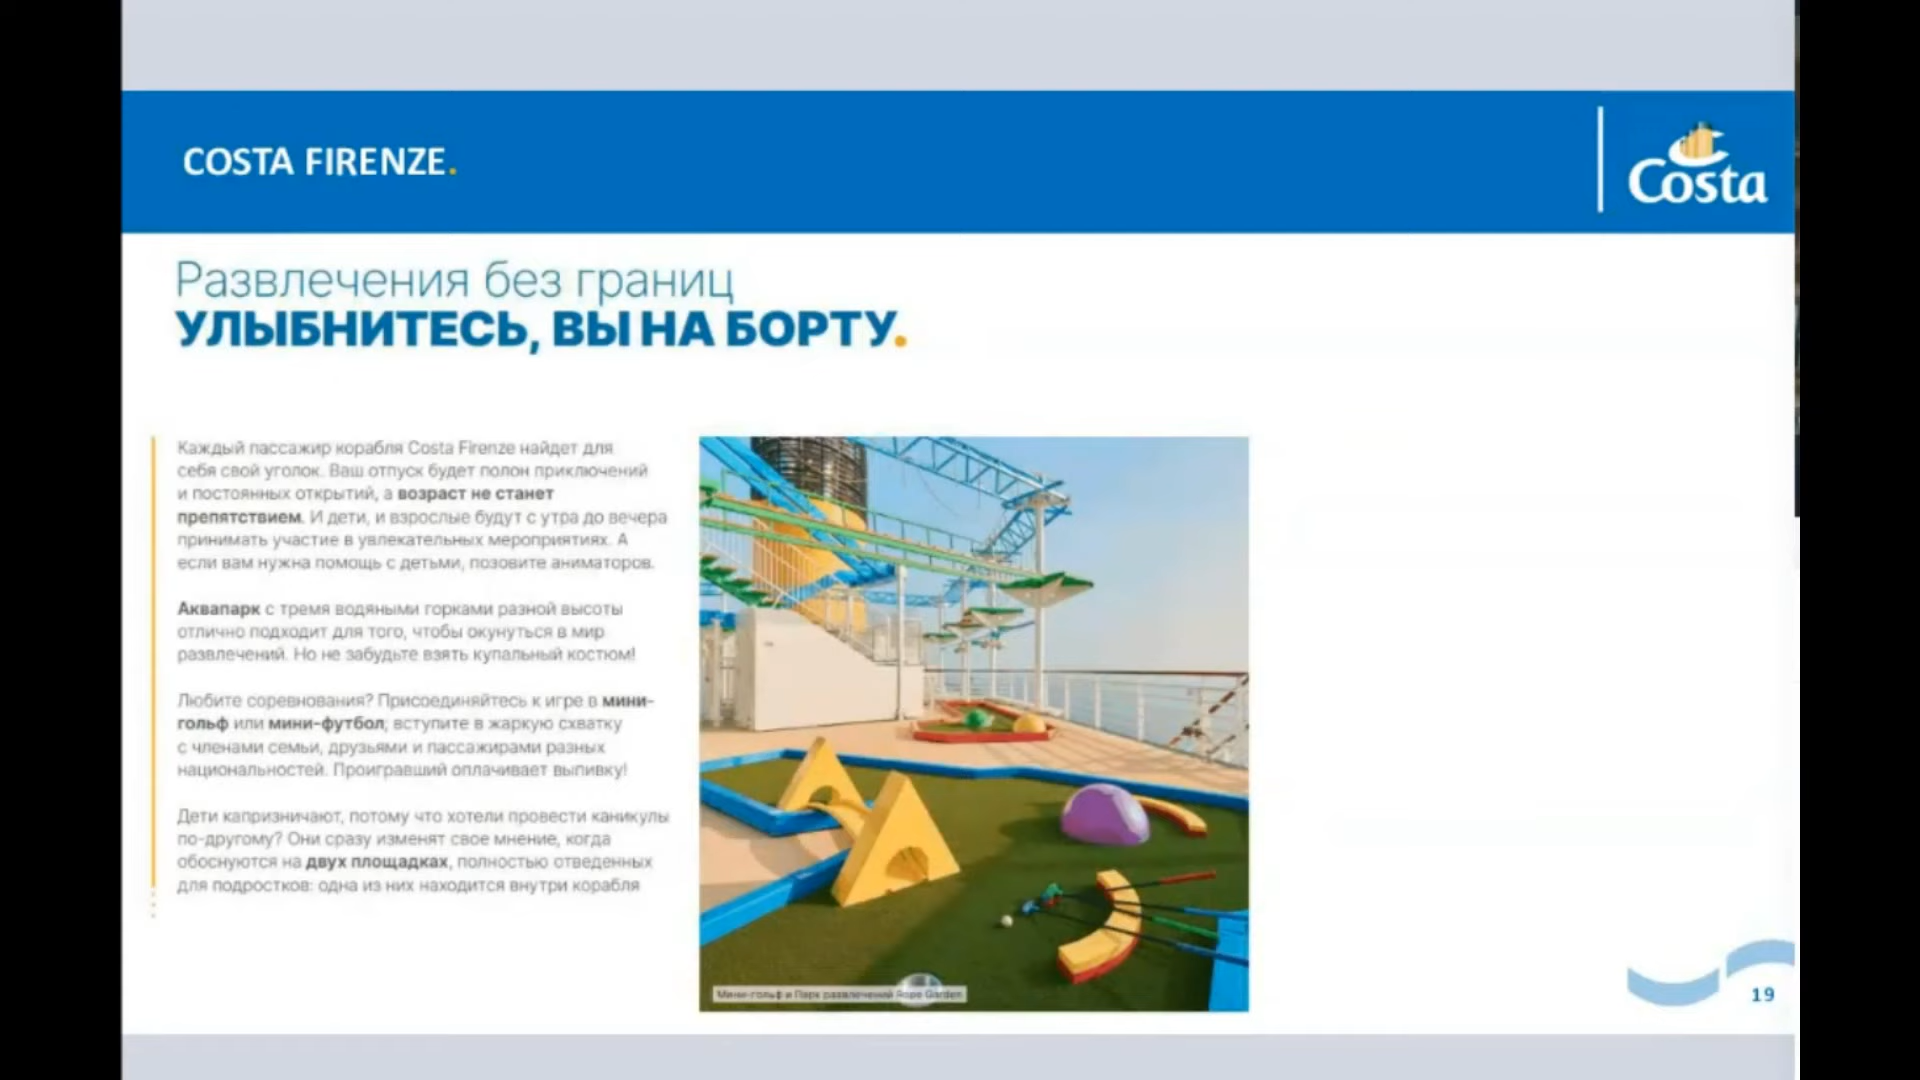 COSTA FIRENZE.
Costa
Развлечения без границ
УЛЫБНИТЕСЬ, ВЫ НА БОРТУ.
Каждый пассажир корабля Costa Firenze найдет для
себя свой уголок. Ваш отпуск будет полон приключений
и постоянных открытий, а возраст не станет
препятствием. И дети, и взрослые будут с утра до вечера
принимать участие в увлекательных мероприятиях. А
если вам нужна помощь с детьми, позовите аниматоров.
Аквапарк с тремя водяными горками разной высоты
отлично подходит для того, чтобы окунуться в мир
развлечений. Но не забудьте взять купальный костюм!
Любите соревнования? Присоединяйтесь к игре в мини-
гольф или мини-футбол; вступите в жаркую схватку
с членами семьи, друзьями и пассажирами разных
национальностей. Проигравший оплачивает выпивку!
Дети капризничают, потому что хотели провести каникулы
по-другому? Они сразу изменят свое мнение, когда
обоснуются на двух площадках, полностью отведенных
для подростков: одна из них находится внутри корабля
Мини-гольф и Парк развлечений Rope Garden
19